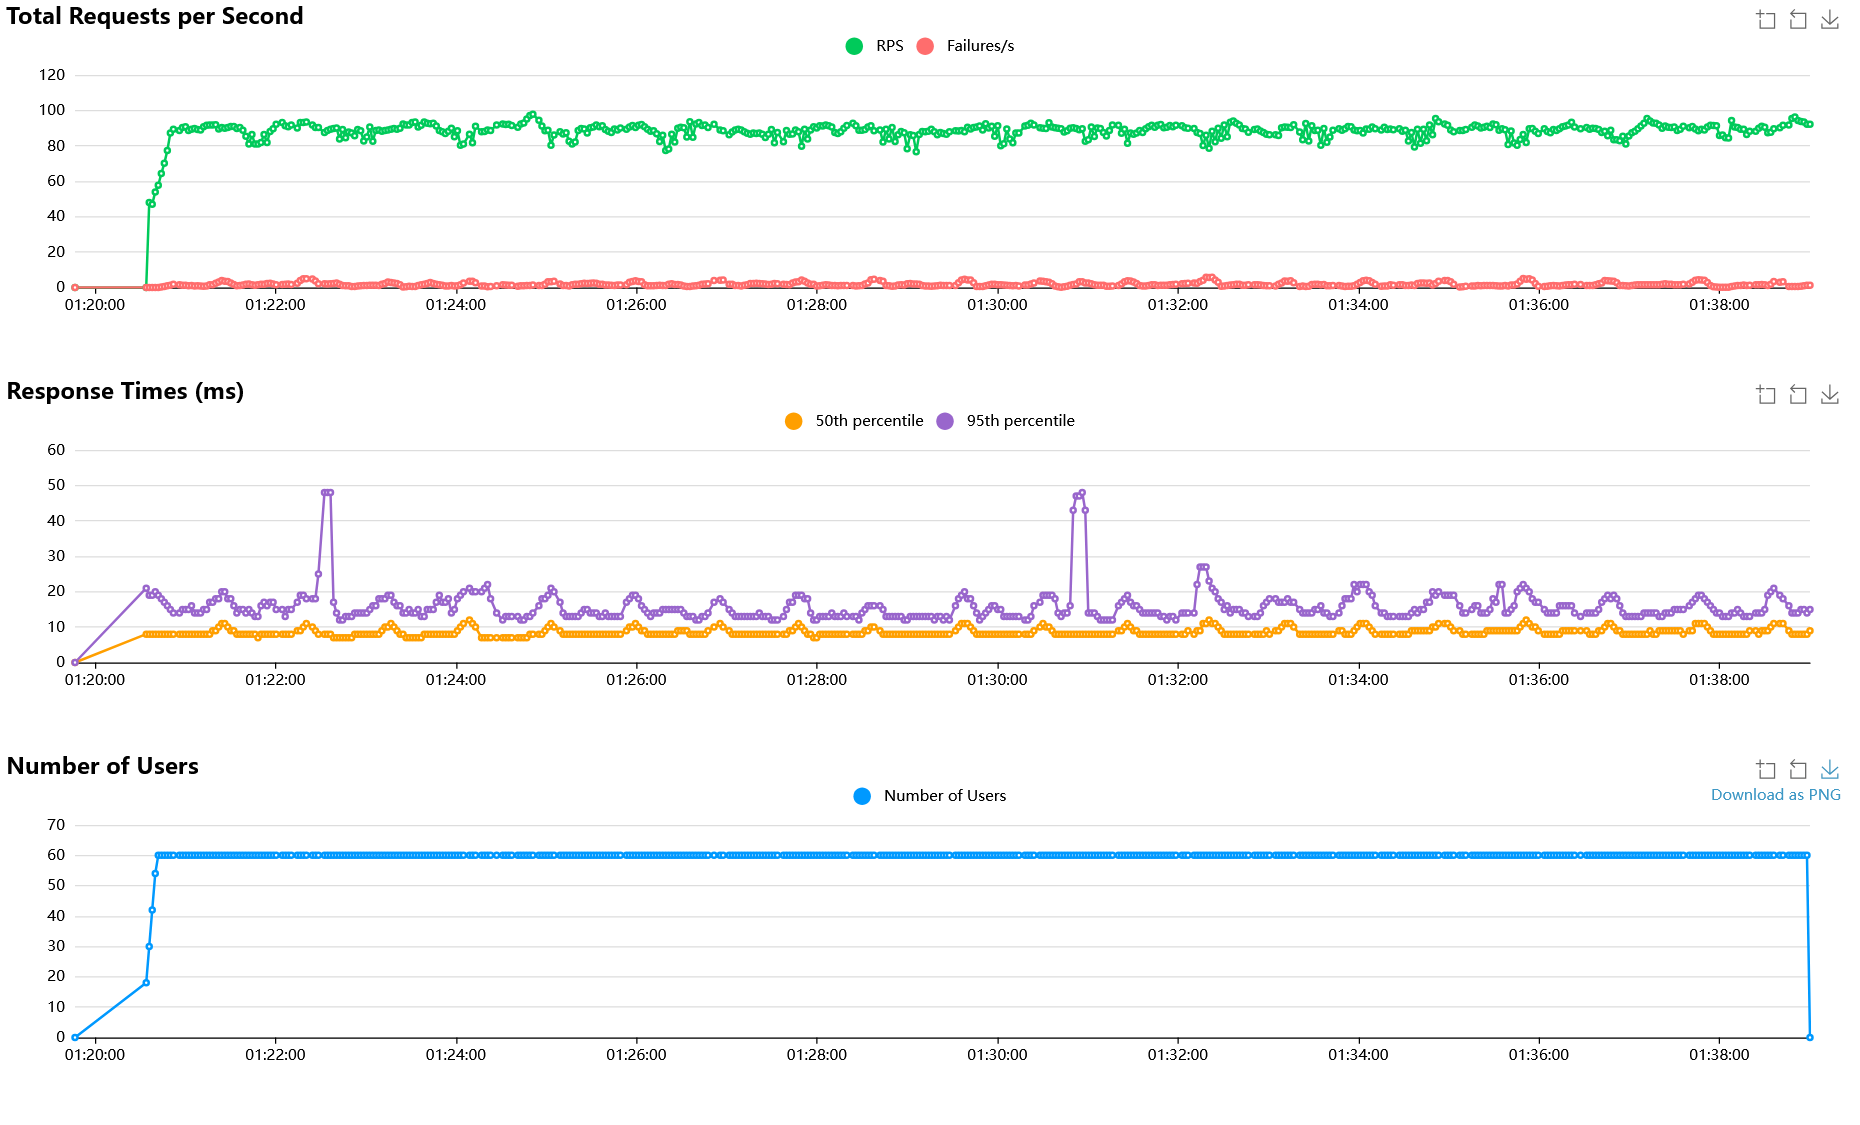 Total Requests per Second
RPS Failures/s
120
100
80
60
40
20
0
01:20:00 01:22:00 01:24:00 01:26:00 01:28:00 01:30:00 01:32:00 01:34:00 01:36:00 01:38:00
Response Times (ms)
50th percentile 95th percentile
60
50
40
30
20
10
0
01:20:00 01:22:00 01:24:00 01:26:00 01:28:00 01:30:00 01:32:00 01:34:00 01:36:00 01:38:00
Number of Users
Number of Users
Download as PNG
70
60
50
40
30
20
10
0
01:20:00 01:22:00 01:24:00 01:26:00 01:28:00 01:30:00 01:32:00 01:34:00 01:36:00 01:38:00